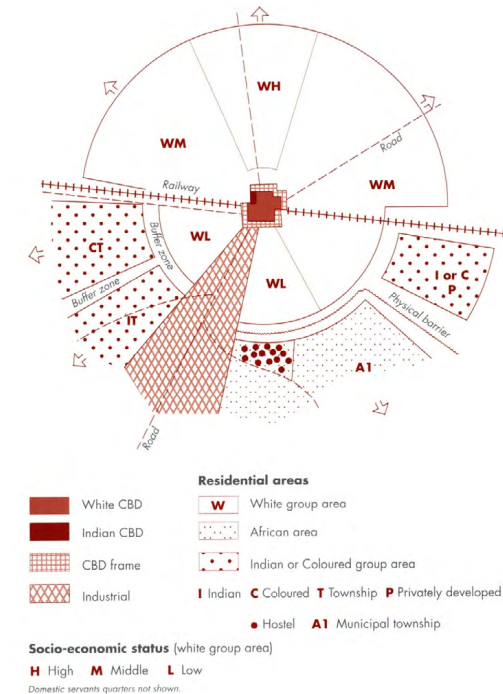 WH
WM
Road
Railway
WM
CT
Buffer zone
WL
WL
I or C
P
Buffer zone
IT
Physical barrier
A1
Road
Residential areas
White CBD
W White group area
Indian CBD
African area
CBD frame
Indian or Coloured group area
Industrial
I Indian C Coloured T Township P Privately developed
Hostel A1 Municipal township
Socio-economic status (white group area)
H High M Middle L Low
Domestic servants quarters not shown.